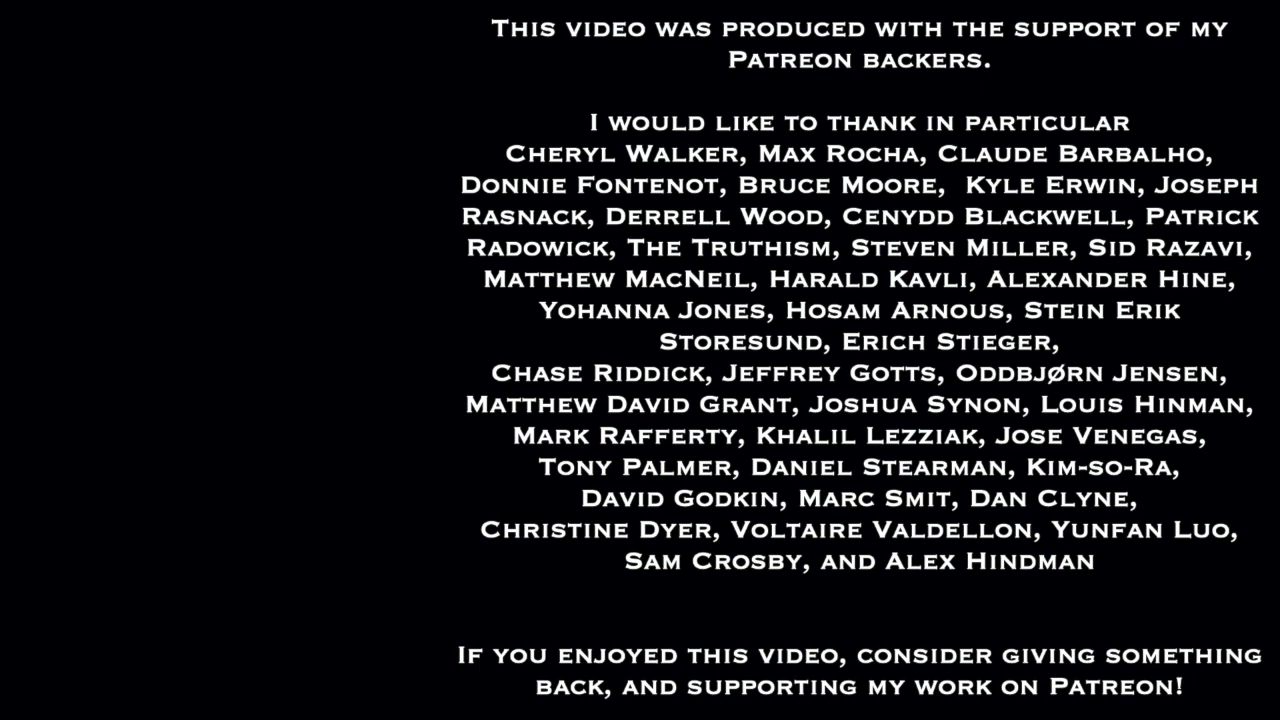 This video was produced with the support of my
Patreon backers.
I would like to thank in particular
Cheryl Walker, Max Rocha, Claude Barbalho,
Donnie Fontenot, Bruce Moore,  Kyle Erwin, Joseph
Rasnack, Derrell Wood, Cenydd Blackwell, Patrick
Radowick, The Truthism, Steven Miller, Sid Razavi,
Matthew MacNeil, Harald Kavli, Alexander Hine,
Yohanna Jones, Hosam Arnous, Stein Erik
Storesund, Erich Stieger,
Chase Riddick, Jeffrey Gotts, Oddbjørn Jensen,
Matthew David Grant, Joshua Synon, Louis Hinman,
Mark Rafferty, Khalil Lezziak, Jose Venegas,
Tony Palmer, Daniel Stearman, Kim-so-Ra,
David Godkin, Marc Smit, Dan Clyne,
Christine Dyer, Voltaire Valdellon, Yunfan Luo,
Sam Crosby, and Alex Hindman
If you enjoyed this video, consider giving something
back, and supporting my work on Patreon!